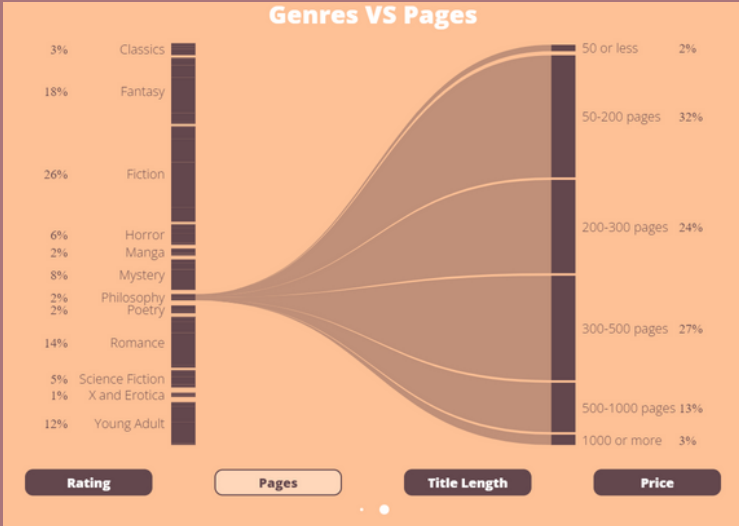 Genres VS Pages
3% Classics
18% Fantasy
26% Fiction
6% Horror
2% Manga
8% Mystery
2% Philosophy
2% Poetry
14% Romance
5% Science Fiction
1% X and Erotica
12% Young Adult
50 or less 2%
50-200 pages 32%
200-300 pages 24%
300-500 pages 27%
500-1000 pages 13%
1000 or more 3%
Rating Pages Title Length Price